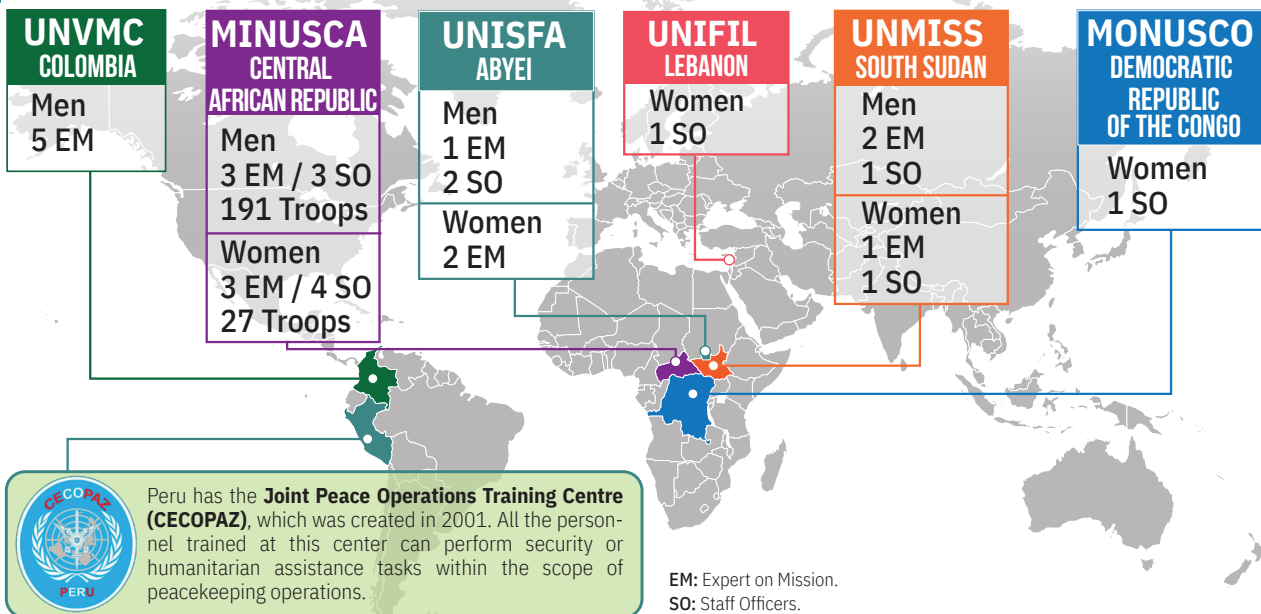 UNVMC
COLOMBIA
Men
5 EM
MINUSCA
CENTRAL
AFRICAN REPUBLIC
Men
3 EM / 3 SO
191 Troops
Women
3 EM / 4 SO
27 Troops
UNISFA
ABYEI
Men
1 EM
2 SO
Women
2 EM
UNIFIL
LEBANON
Women
1 SO
UNMISS
SOUTH SUDAN
Men
2 EM
1 SO
Women
1 EM
1 SO
MONUSCO
DEMOCRATIC
REPUBLIC
OF THE CONGO
Women
1 SO
CECOPAZ
PERU
Peru has the Joint Peace Operations Training Centre
(CECOPAZ), which was created in 2001. All the person-
nel trained at this center can perform security or
humanitarian assistance tasks within the scope of
peacekeeping operations.
EM: Expert on Mission.
SO: Staff Officers.